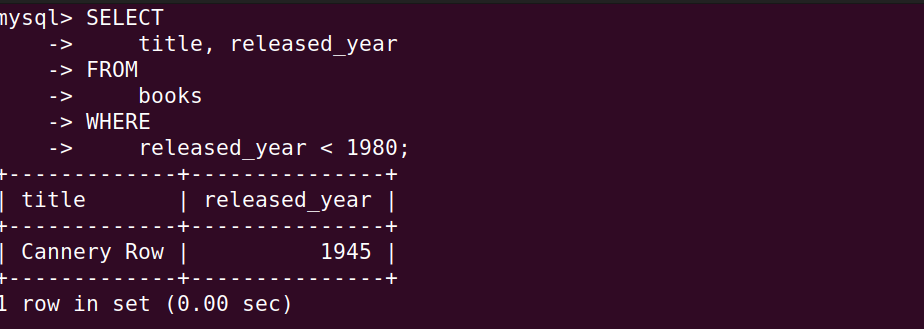 mysql> SELECT
    ->     title, released_year
    -> FROM
    ->     books
    -> WHERE
    ->     released_year < 1980;
+-------------+---------------+
| title       | released_year |
+-------------+---------------+
| Cannery Row |          1945 |
+-------------+---------------+
1 row in set (0.00 sec)